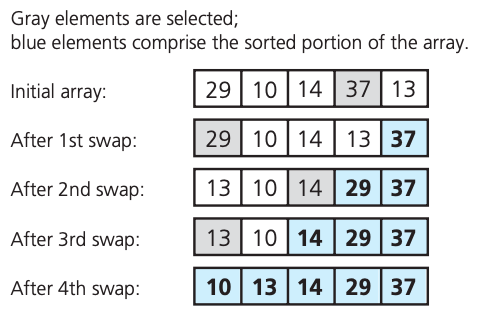 Gray elements are selected;
blue elements comprise the sorted portion of the array.
Initial array: 29 10 14 37 13
After 1st swap: 29 10 14 13 37
After 2nd swap: 13 10 14 29 37
After 3rd swap: 13 10 14 29 37
After 4th swap: 10 13 14 29 37